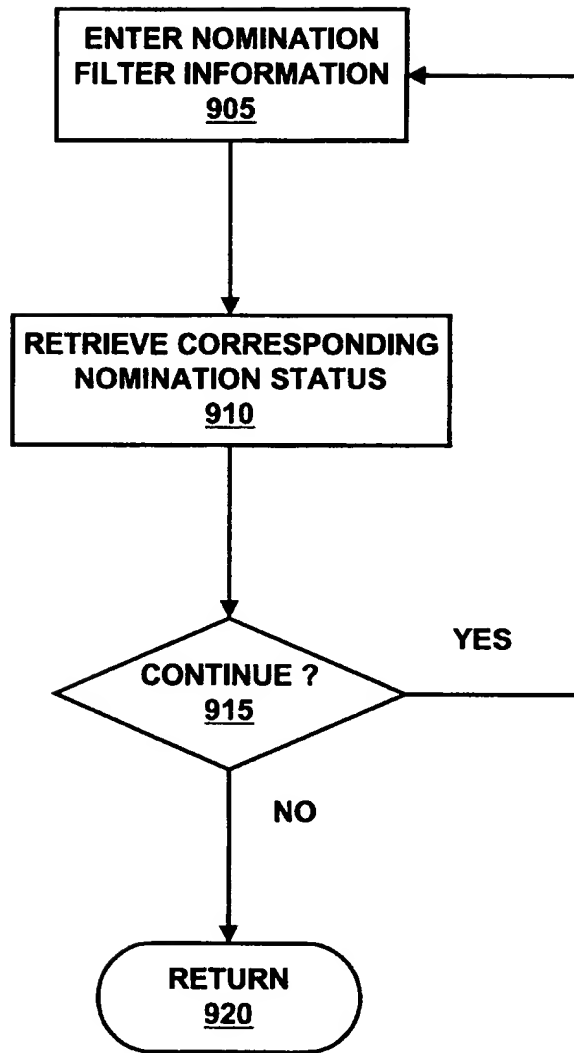 ENTER NOMINATION
FILTER INFORMATION
905
RETRIEVE CORRESPONDING
NOMINATION STATUS
910
CONTINUE ?
915
YES
NO
RETURN
920